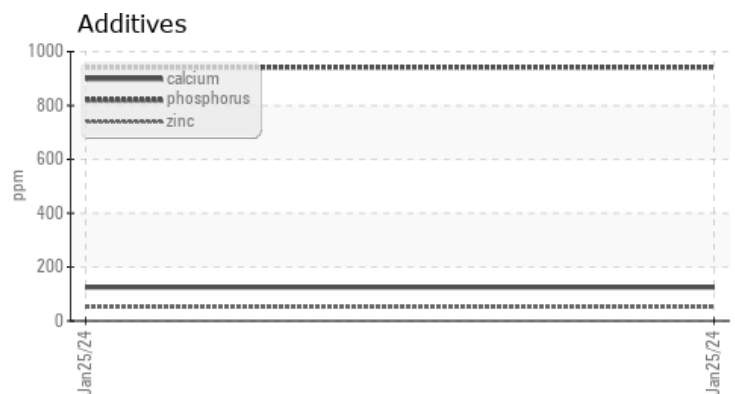 Additives
1000
800
600
400
200
0
ppm
calcium
phosphorus
zinc
Jan25/24
Jan25/24